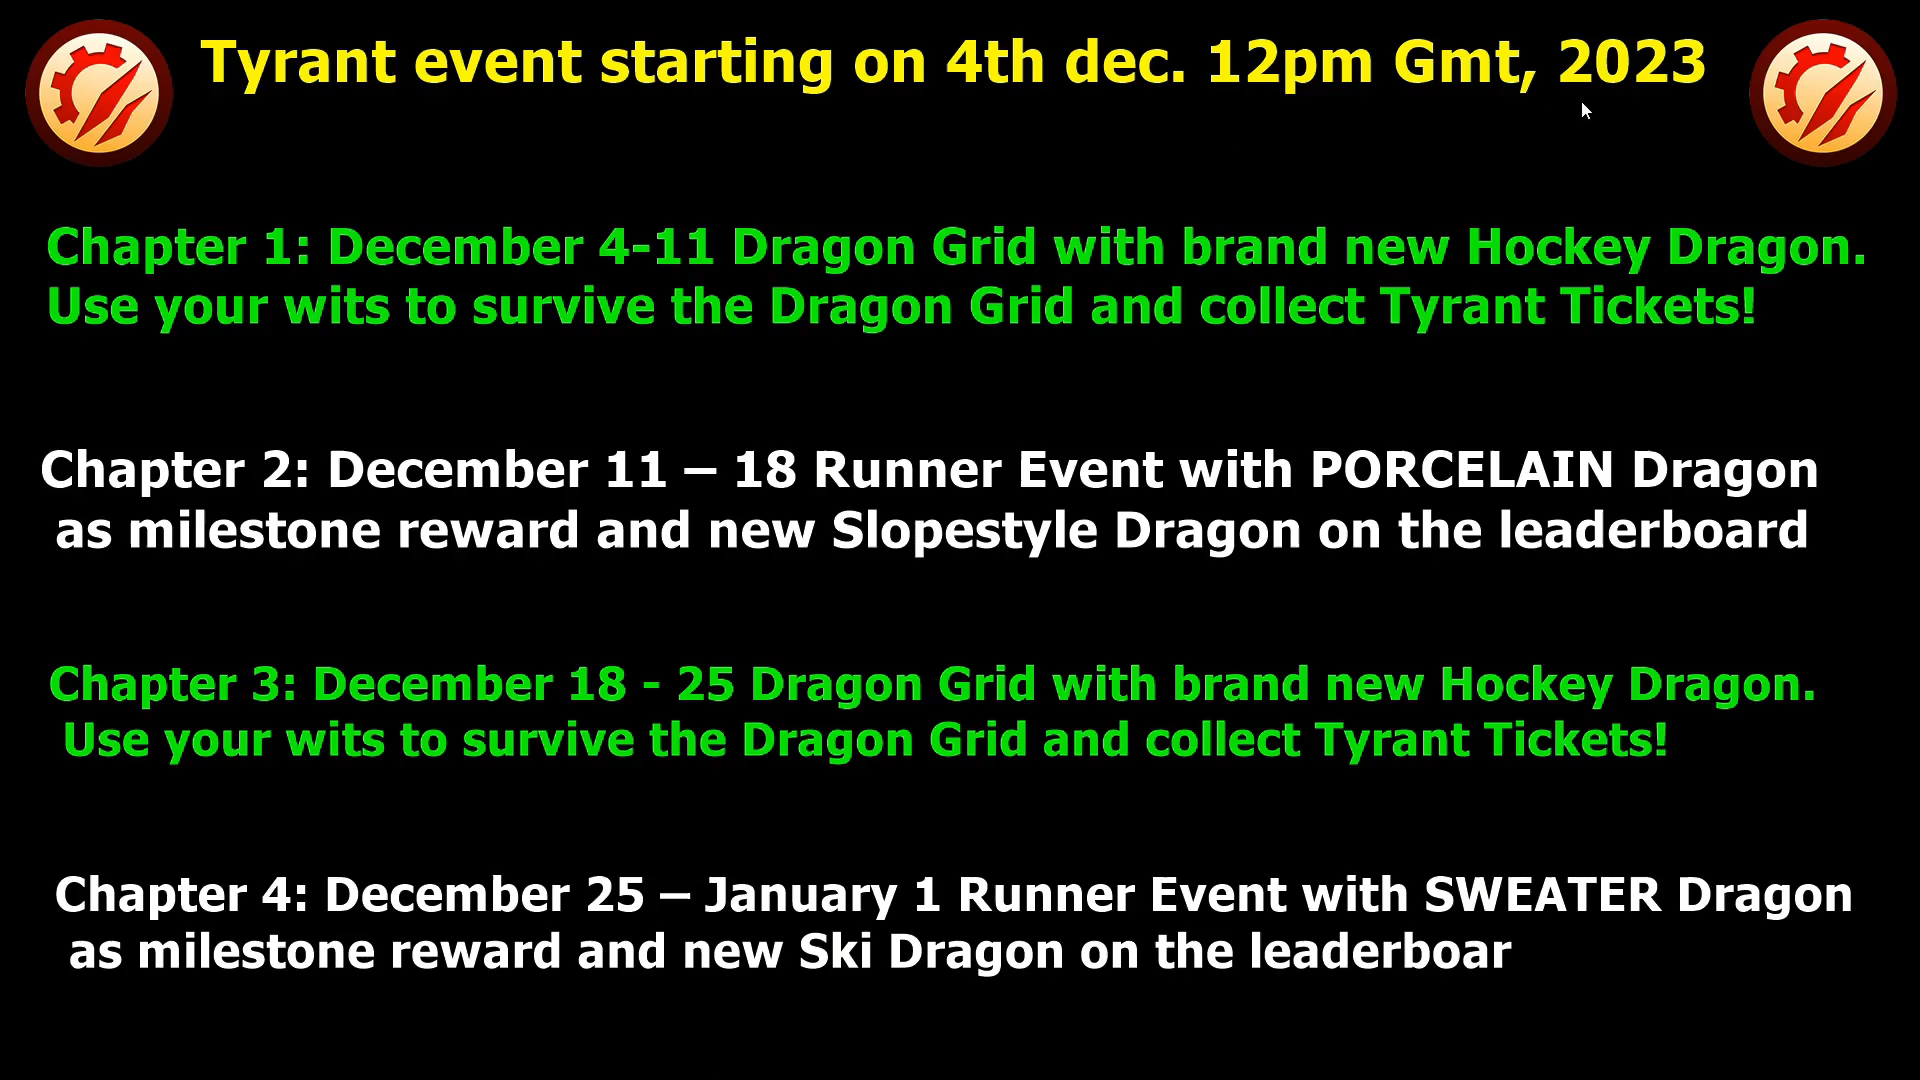 Tyrant event starting on 4th dec. 12pm Gmt, 2023
Chapter 1: December 4-11 Dragon Grid with brand new Hockey Dragon.
Use your wits to survive the Dragon Grid and collect Tyrant Tickets!
Chapter 2: December 11 – 18 Runner Event with PORCELAIN Dragon
as milestone reward and new Slopestyle Dragon on the leaderboard
Chapter 3: December 18 - 25 Dragon Grid with brand new Hockey Dragon.
Use your wits to survive the Dragon Grid and collect Tyrant Tickets!
Chapter 4: December 25 – January 1 Runner Event with SWEATER Dragon
as milestone reward and new Ski Dragon on the leaderboar